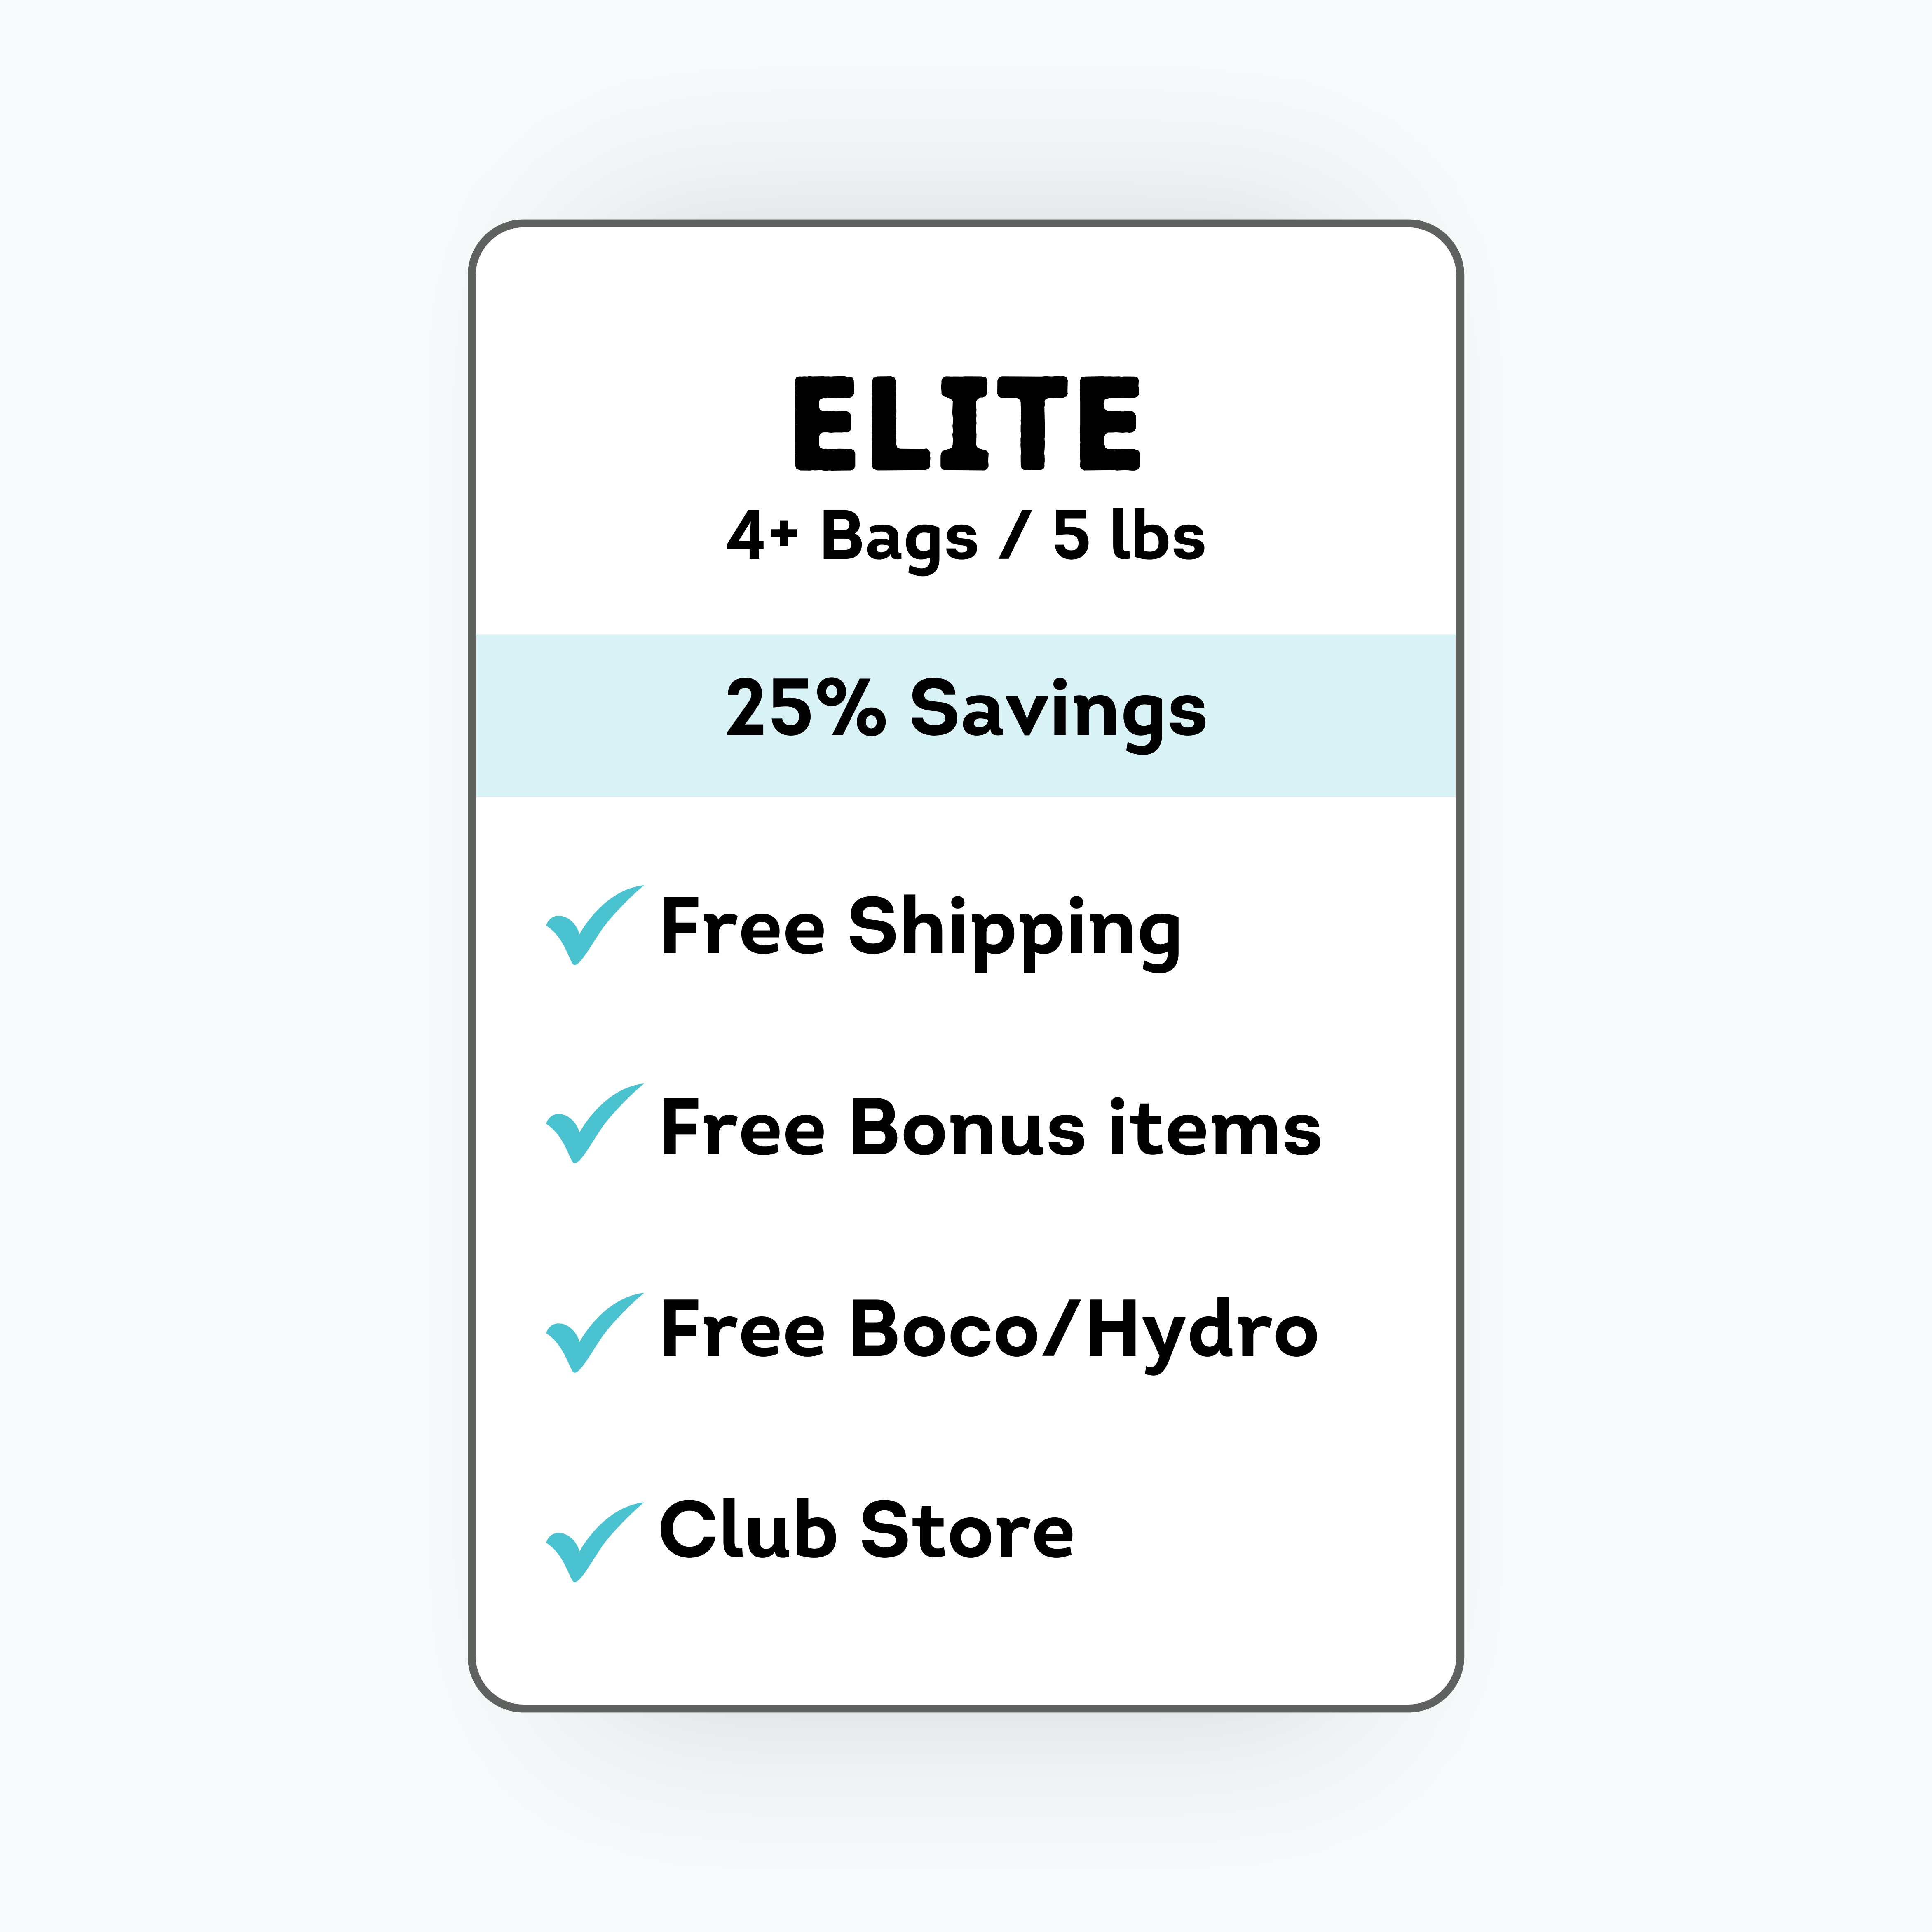 ELITE
4+ Bags / 5 lbs
25% Savings
Free Shipping
Free Bonus items
Free Boco/Hydro
Club Store